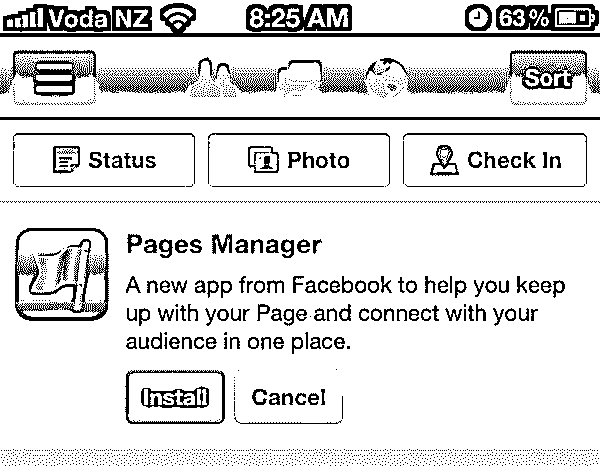 Voda NZ 8:25 AM 63%
Sort
Status Photo Check In
Pages Manager
A new app from Facebook to help you keep
up with your Page and connect with your
audience in one place.
Install Cancel